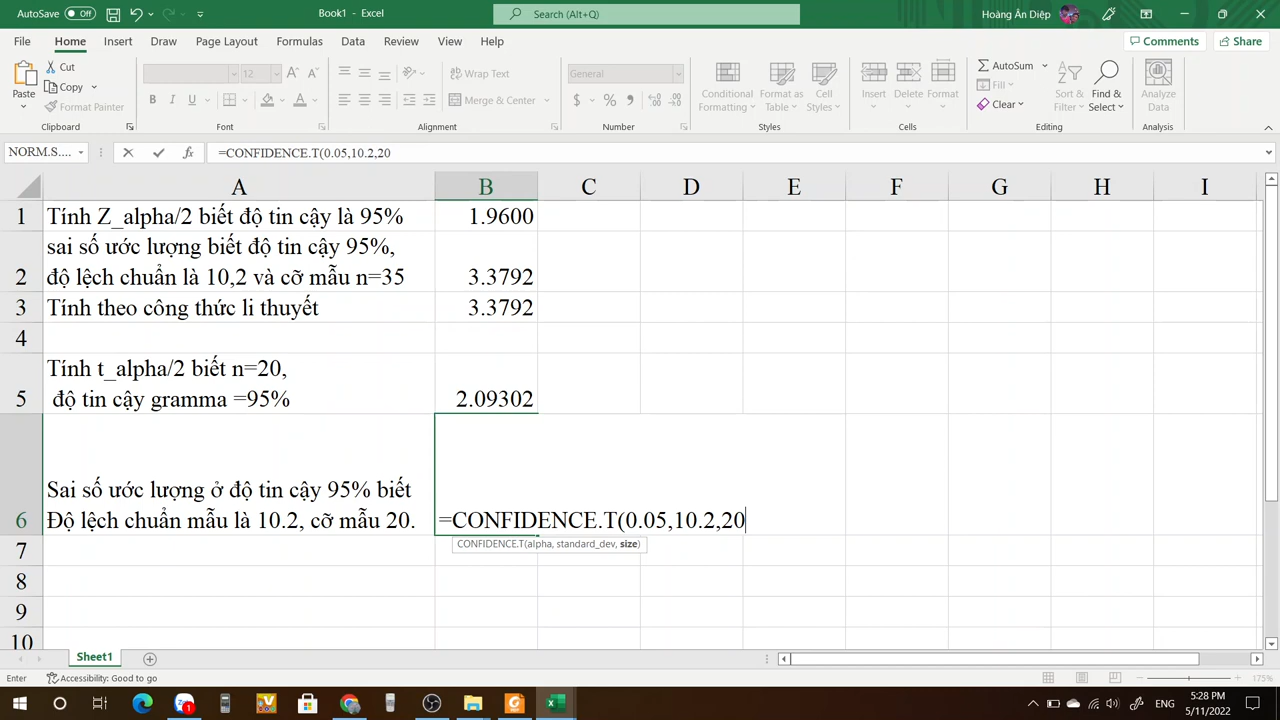 AutoSave Off
Book1 - Excel
Search (Alt+Q)
Hoàng Ân Diệp
File Home Insert Draw Page Layout Formulas Data Review View Help
Comments Share
Paste
Cut
Copy
Format Painter
Clipboard
12
B I U
Font
Wrap Text
Merge & Center
Alignment
General
$ % ,
Number
Conditional Formatting
Format as Table
Cell Styles
Styles
Insert Delete Format
Cells
AutoSum
Fill
Clear
Sort & Filter
Find & Select
Editing
Analyze Data
Analysis
NORM.S....
fx
=CONFIDENCE.T(0.05,10.2,20
A B C D E F G H I
1 Tính Z_alpha/2 biết độ tin cậy là 95% 1.9600
sai số ước lượng biết độ tin cậy 95%,
2 độ lệch chuẩn là 10,2 và cỡ mẫu n=35 3.3792
3 Tính theo công thức li thuyết 3.3792
4
Tính t_alpha/2 biết n=20,
5 độ tin cậy gramma =95% 2.09302
Sai số ước lượng ở độ tin cậy 95% biết
6 Độ lệch chuẩn mẫu là 10.2, cỡ mẫu 20. =CONFIDENCE.T(0.05,10.2,20
CONFIDENCE.T(alpha, standard_dev, size)
7
8
9
10
Sheet1
Enter
Accessibility: Good to go
175%
1
ENG
5:28 PM
5/11/2022